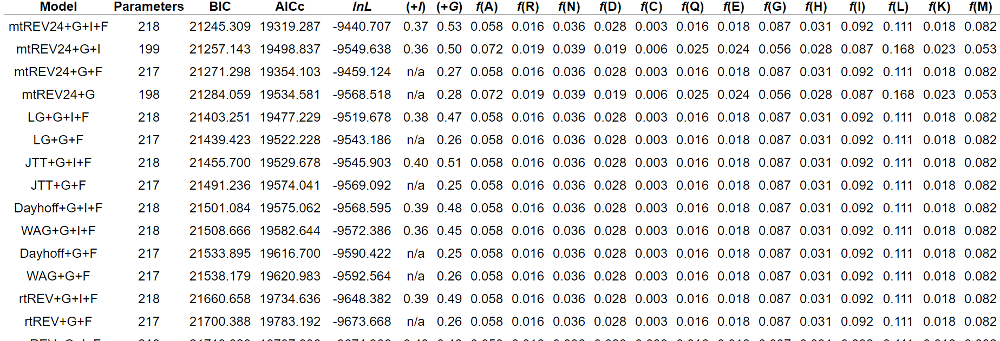 Model Parameters BIC AICc lnL (+I) (+G) f(A) f(R) f(N) f(D) f(C) f(Q) f(E) f(G) f(H) f(I) f(L) f(K) f(M)
mtREV24+G+I+F 218 21245.309 19319.287 -9440.707 0.37 0.53 0.058 0.016 0.036 0.028 0.003 0.016 0.018 0.087 0.031 0.092 0.111 0.018 0.082
mtREV24+G+I 199 21257.143 19498.837 -9549.638 0.36 0.50 0.072 0.019 0.039 0.019 0.006 0.025 0.024 0.056 0.028 0.087 0.168 0.023 0.053
mtREV24+G+F 217 21271.298 19354.103 -9459.124 n/a 0.27 0.058 0.016 0.036 0.028 0.003 0.016 0.018 0.087 0.031 0.092 0.111 0.018 0.082
mtREV24+G 198 21284.059 19534.581 -9568.518 n/a 0.28 0.072 0.019 0.039 0.019 0.006 0.025 0.024 0.056 0.028 0.087 0.168 0.023 0.053
LG+G+I+F 218 21403.251 19477.229 -9519.678 0.38 0.47 0.058 0.016 0.036 0.028 0.003 0.016 0.018 0.087 0.031 0.092 0.111 0.018 0.082
LG+G+F 217 21439.423 19522.228 -9543.186 n/a 0.26 0.058 0.016 0.036 0.028 0.003 0.016 0.018 0.087 0.031 0.092 0.111 0.018 0.082
JTT+G+I+F 218 21455.700 19529.678 -9545.903 0.40 0.51 0.058 0.016 0.036 0.028 0.003 0.016 0.018 0.087 0.031 0.092 0.111 0.018 0.082
JTT+G+F 217 21491.236 19574.041 -9569.092 n/a 0.25 0.058 0.016 0.036 0.028 0.003 0.016 0.018 0.087 0.031 0.092 0.111 0.018 0.082
Dayhoff+G+I+F 218 21501.084 19575.062 -9568.595 0.39 0.48 0.058 0.016 0.036 0.028 0.003 0.016 0.018 0.087 0.031 0.092 0.111 0.018 0.082
WAG+G+I+F 218 21508.666 19582.644 -9572.386 0.36 0.45 0.058 0.016 0.036 0.028 0.003 0.016 0.018 0.087 0.031 0.092 0.111 0.018 0.082
Dayhoff+G+F 217 21533.895 19616.700 -9590.422 n/a 0.25 0.058 0.016 0.036 0.028 0.003 0.016 0.018 0.087 0.031 0.092 0.111 0.018 0.082
WAG+G+F 217 21538.179 19620.983 -9592.564 n/a 0.26 0.058 0.016 0.036 0.028 0.003 0.016 0.018 0.087 0.031 0.092 0.111 0.018 0.082
rtREV+G+I+F 218 21660.658 19734.636 -9648.382 0.39 0.49 0.058 0.016 0.036 0.028 0.003 0.016 0.018 0.087 0.031 0.092 0.111 0.018 0.082
rtREV+G+F 217 21700.388 19783.192 -9673.668 n/a 0.26 0.058 0.016 0.036 0.028 0.003 0.016 0.018 0.087 0.031 0.092 0.111 0.018 0.082